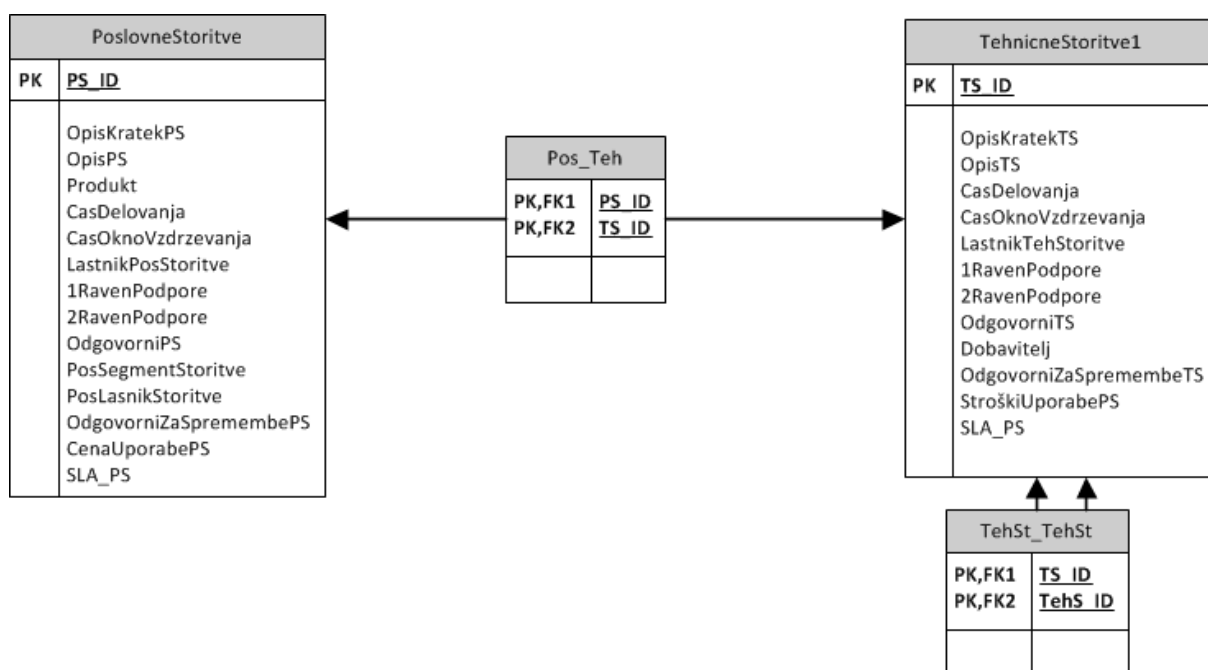 PoslovneStoritve
PK PS_ID
OpisKratekPS
OpisPS
Produkt
CasDelovanja
CasOknoVzdrzevanja
LastnikPosStoritve
1RavenPodpore
2RavenPodpore
OdgovorniPS
PosSegmentStoritve
PosLasnikStoritve
OdgovorniZaSpremembePS
CenaUporabePS
SLA_PS
Pos_Teh
PK,FK1 PS_ID
PK,FK2 TS_ID
TehnicneStoritve1
PK TS_ID
OpisKratekTS
OpisTS
CasDelovanja
CasOknoVzdrzevanja
LastnikTehStoritve
1RavenPodpore
2RavenPodpore
OdgovorniTS
Dobavitelj
OdgovorniZaSpremembeTS
StroškiUporabePS
SLA_PS
TehSt_TehSt
PK,FK1 TS_ID
PK,FK2 TehS_ID